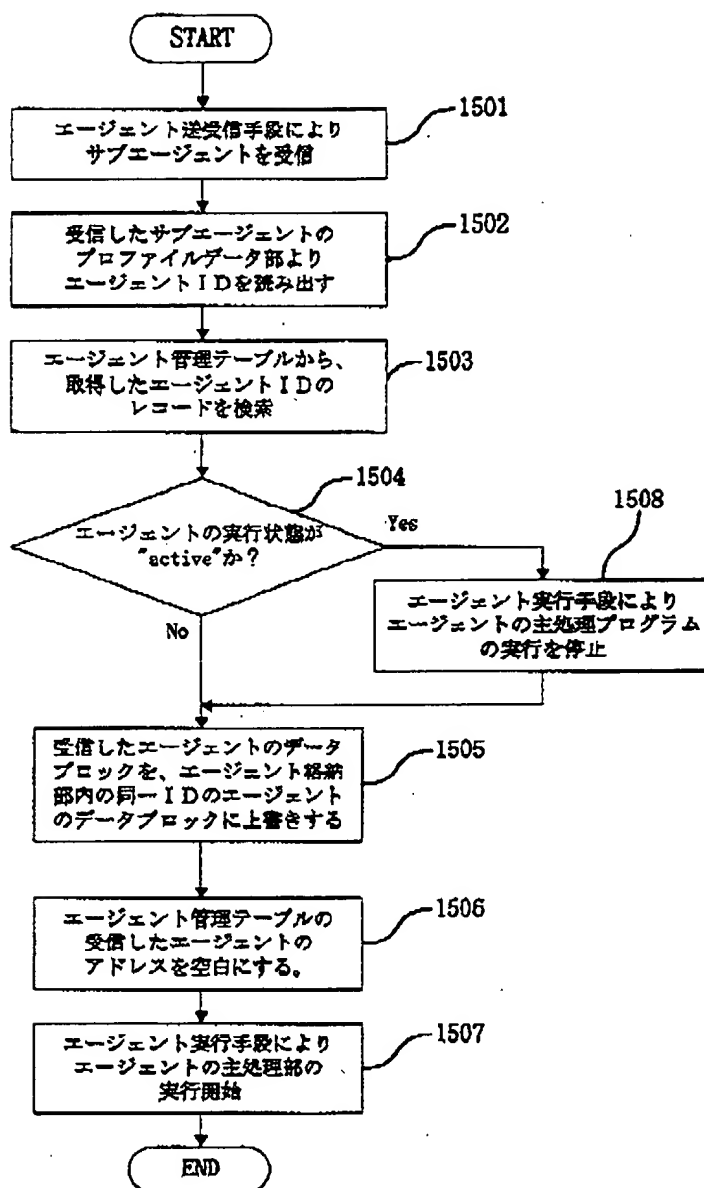 START
1501
エージェント送受信手段により
サブエージェントを受信
1502
受信したサブエージェントの
プロファイルデータ部より
エージェントIDを読み出す
1503
エージェント管理テーブルから、
取得したエージェントIDの
レコードを検索
1504
エージェントの実行状態が
"active"か?
Yes
No
1508
エージェント実行手段により
エージェントの主処理プログラム
の実行を停止
1505
受信したエージェントのデータ
ブロックを、エージェント格納
部内の同一IDのエージェント
のデータブロックに上書きする
1506
エージェント管理テーブルの
受信したエージェントの
アドレスを空白にする。
1507
エージェント実行手段により
エージェントの主処理部の
実行開始
END